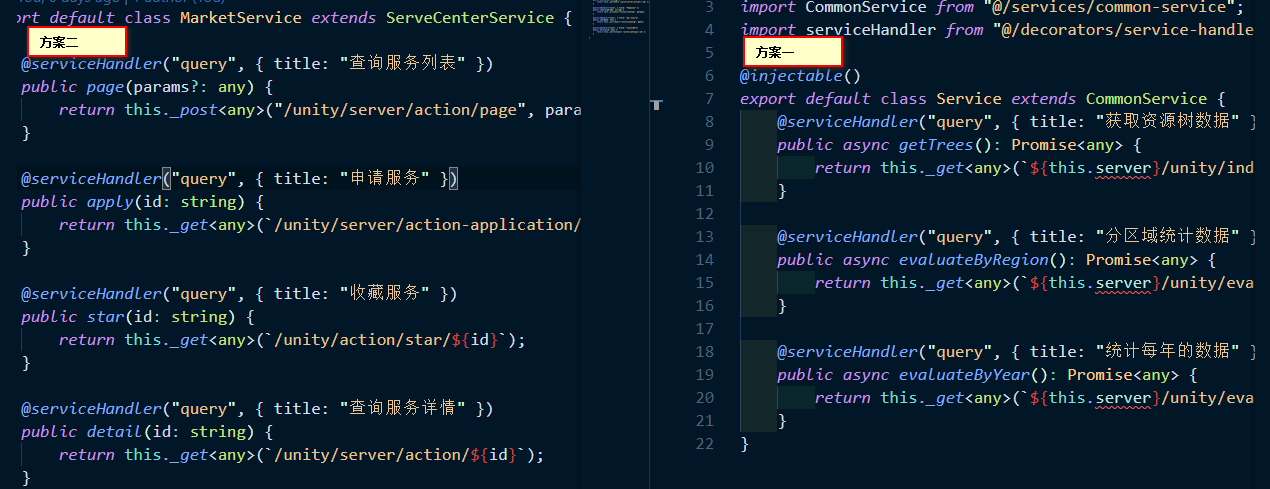 ort default class MarketService extends ServeCenterService {
方案二
@serviceHandler("query", { title: "查询服务列表" })
public page(params?: any) {
return this._post<any>("/unity/server/action/page", para
}
@serviceHandler("query", { title: "申请服务" })
public apply(id: string) {
return this._get<any>(`/unity/server/action-application/
}
@serviceHandler("query", { title: "收藏服务" })
public star(id: string) {
return this._get<any>(`/unity/action/star/${id}`);
}
@serviceHandler("query", { title: "查询服务详情" })
public detail(id: string) {
return this._get<any>(`/unity/server/action/${id}`);
}
3 import CommonService from "@/services/common-service";
4 import serviceHandler from "@/decorators/service-handle
5
方案一
6 @injectable()
7 export default class Service extends CommonService {
8 @serviceHandler("query", { title: "获取资源树数据" }
9 public async getTrees(): Promise<any> {
10 return this._get<any>(`${this.server}/unity/ind
11 }
12
13 @serviceHandler("query", { title: "分区域统计数据" }
14 public async evaluateByRegion(): Promise<any> {
15 return this._get<any>(`${this.server}/unity/eva
16 }
17
18 @serviceHandler("query", { title: "统计每年的数据" }
19 public async evaluateByYear(): Promise<any> {
20 return this._get<any>(`${this.server}/unity/eva
21 }
22 }